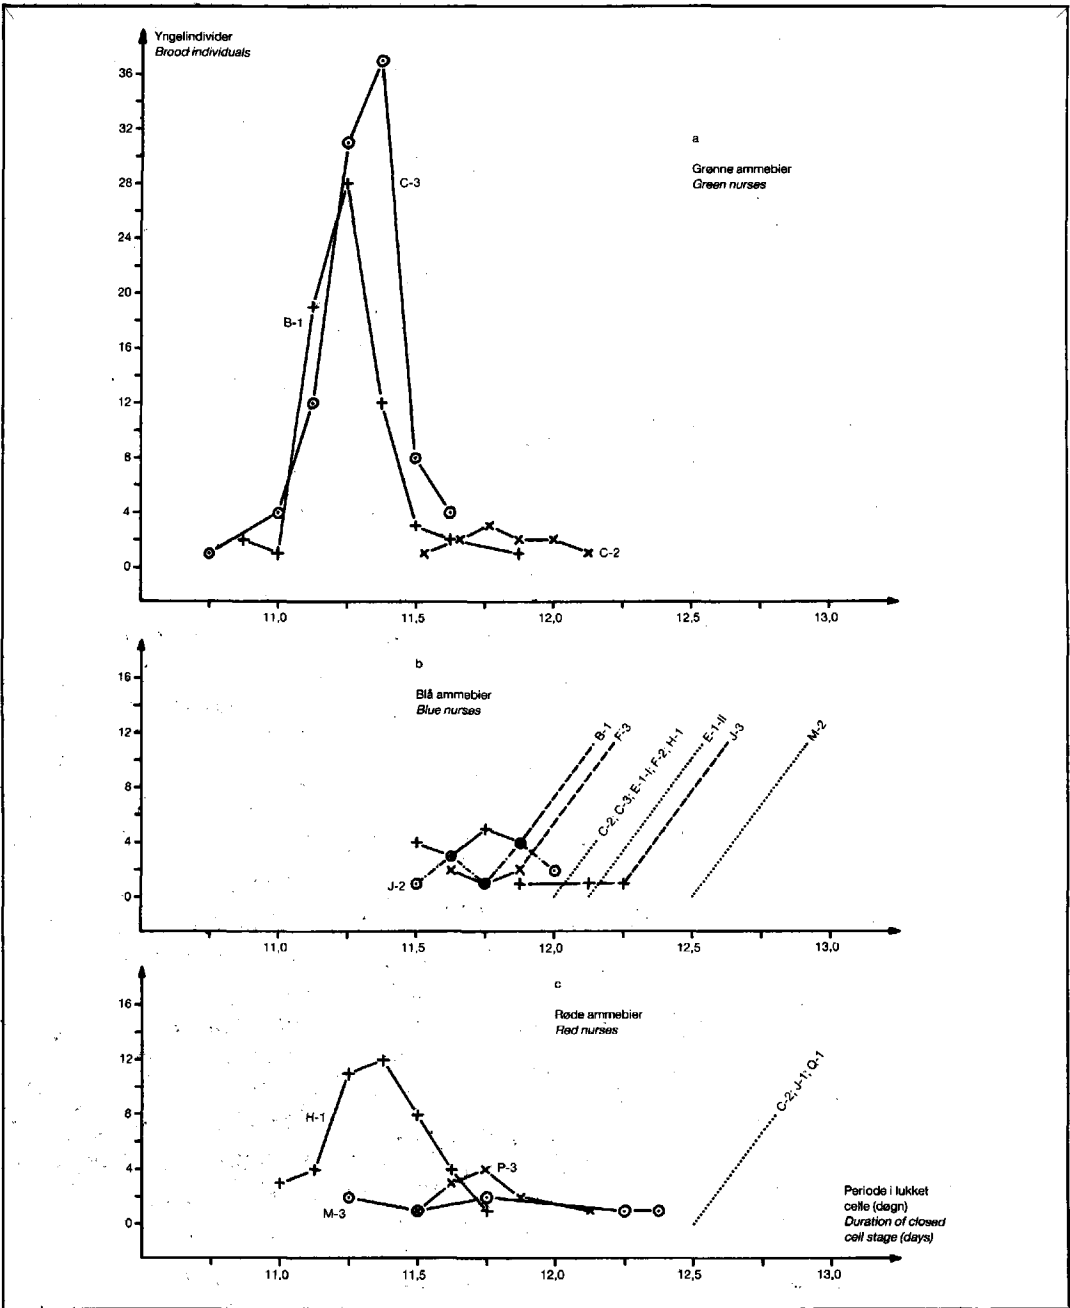 Yngelindivider
Brood individuals
36
32
28
24
20
16
12
8
4
0
a
Grønne ammebier
Green nurses
C-3
B-1
C-2
11,0
11,5
12,0
12,5
13,0
b
Blå ammebier
Blue nurses
16
12
8
4
0
J-2
B-1
F-3
C-2; C-3; E-1-I; F-2; H-1
E-1-II
J-3
M-2
11,0
11,5
12,0
12,5
13,0
c
Røde ammebier
Red nurses
16
12
8
4
0
H-1
M-3
P-3
C-2; J-1; Q-1
Periode i lukket
celle (døgn)
Duration of closed
cell stage (days)
11,0
11,5
12,0
12,5
13,0